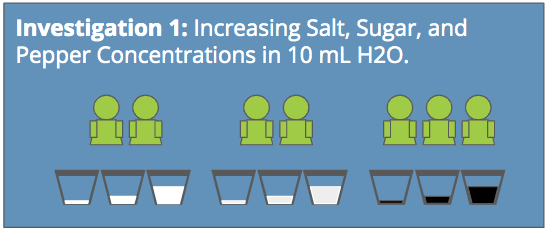 Investigation 1: Increasing Salt, Sugar, and
Pepper Concentrations in 10 mL H2O.